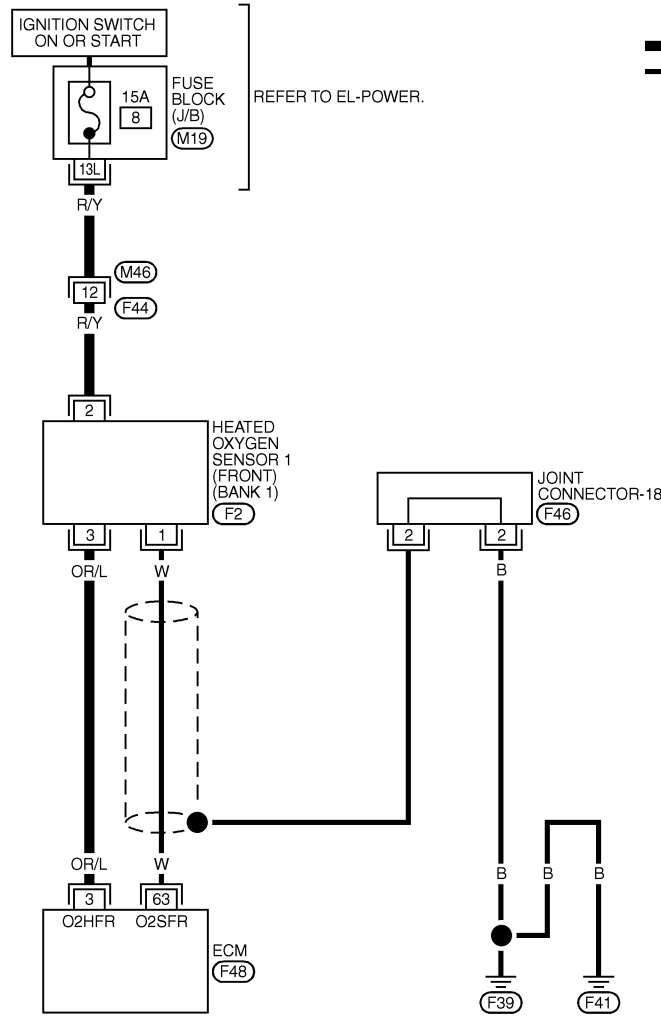 IGNITION SWITCH
ON OR START
FUSE
BLOCK
(J/B)
M19
15A
8
REFER TO EL-POWER.
13L
R/Y
M46
12
F44
R/Y
2
HEATED
OXYGEN
SENSOR 1
(FRONT)
(BANK 1)
F2
JOINT
CONNECTOR-18
F46
3
1
2
2
OR/L
W
B
OR/L
W
B
B
B
3
63
O2HFR
O2SFR
ECM
F48
F39
F41